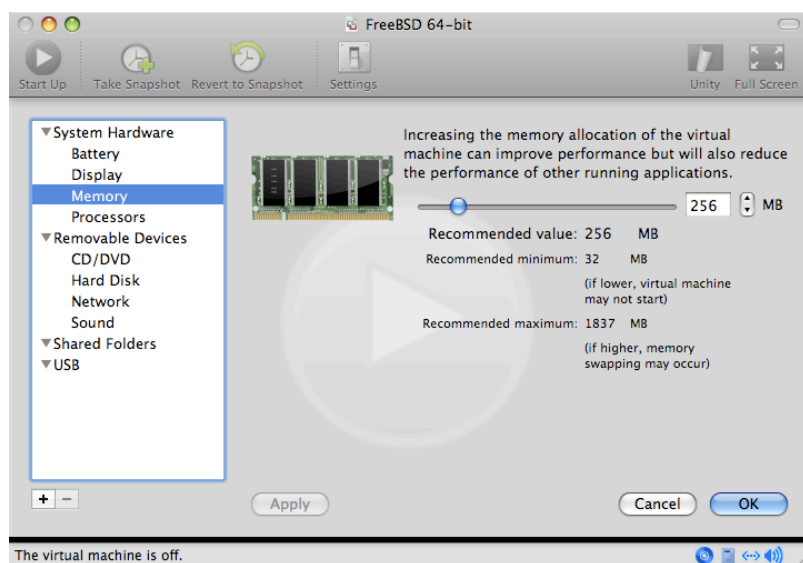 FreeBSD 64-bit
Start Up
Take Snapshot
Revert to Snapshot
Settings
Unity
Full Screen
System Hardware
Battery
Display
Memory
Processors
Removable Devices
CD/DVD
Hard Disk
Network
Sound
Shared Folders
USB
+ −
Increasing the memory allocation of the virtual
machine can improve performance but will also reduce
the performance of other running applications.
256 MB
Recommended value: 256 MB
Recommended minimum: 32 MB
(if lower, virtual machine
may not start)
Recommended maximum: 1837 MB
(if higher, memory
swapping may occur)
Apply
Cancel
OK
The virtual machine is off.